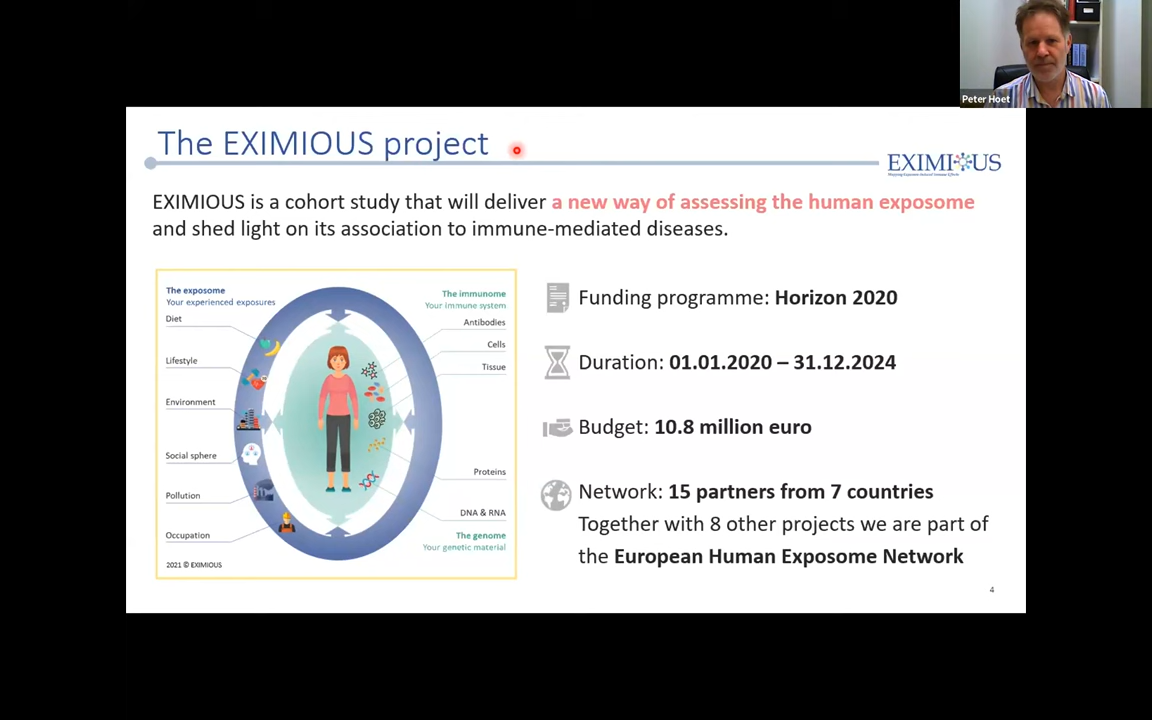 Peter Hoet
The EXIMIOUS project
EXIMIOUS
EXIMIOUS is a cohort study that will deliver a new way of assessing the human exposome
and shed light on its association to immune-mediated diseases.
The exposome
Your experienced exposures
Diet
Lifestyle
Environment
Social sphere
Pollution
Occupation
2021 © EXIMIOUS
The immunome
Your immune system
Antibodies
Cells
Tissue
Proteins
DNA & RNA
The genome
Your genetic material
Funding programme: Horizon 2020
Duration: 01.01.2020 – 31.12.2024
Budget: 10.8 million euro
Network: 15 partners from 7 countries
Together with 8 other projects we are part of
the European Human Exposome Network
4